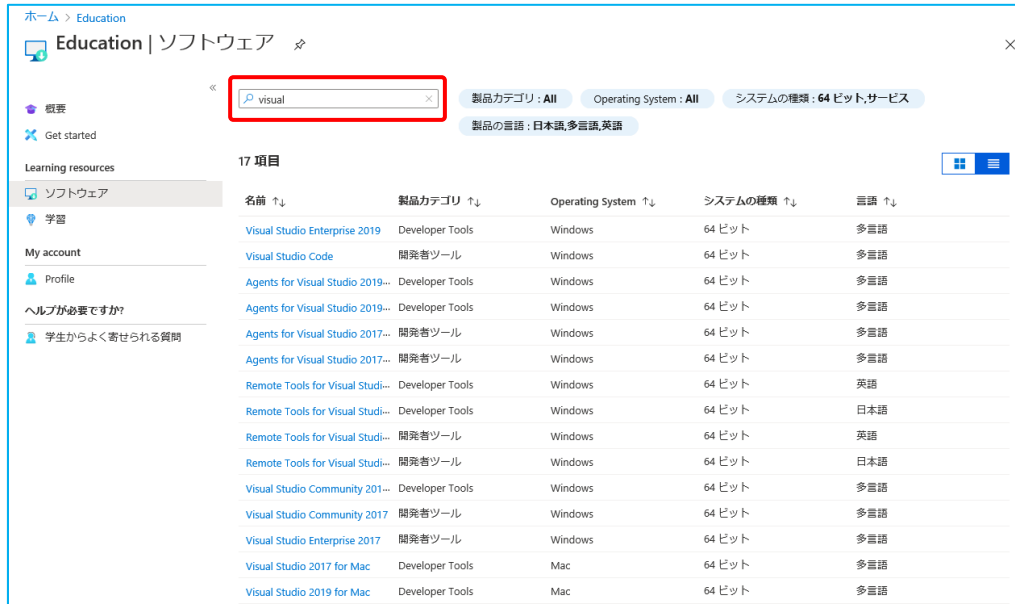 ホーム > Education
Education | ソフトウェア
«
visual
製品カテゴリ : All
Operating System : All
システムの種類 : 64 ビット,サービス
製品の言語 : 日本語,多言語,英語
概要
Get started
Learning resources
ソフトウェア
学習
My account
Profile
ヘルプが必要ですか?
学生からよく寄せられる質問
17 項目
名前 ↑↓ 製品カテゴリ ↑↓ Operating System ↑↓ システムの種類 ↑↓ 言語 ↑↓
Visual Studio Enterprise 2019 Developer Tools Windows 64 ビット 多言語
Visual Studio Code 開発者ツール Windows 64 ビット 多言語
Agents for Visual Studio 2019... Developer Tools Windows 64 ビット 多言語
Agents for Visual Studio 2019... Developer Tools Windows 64 ビット 多言語
Agents for Visual Studio 2017... 開発者ツール Windows 64 ビット 多言語
Agents for Visual Studio 2017... 開発者ツール Windows 64 ビット 多言語
Remote Tools for Visual Studi... Developer Tools Windows 64 ビット 英語
Remote Tools for Visual Studi... Developer Tools Windows 64 ビット 日本語
Remote Tools for Visual Studi... 開発者ツール Windows 64 ビット 英語
Remote Tools for Visual Studi... 開発者ツール Windows 64 ビット 日本語
Visual Studio Community 201... Developer Tools Windows 64 ビット 多言語
Visual Studio Community 2017 開発者ツール Windows 64 ビット 多言語
Visual Studio Enterprise 2017 開発者ツール Windows 64 ビット 多言語
Visual Studio 2017 for Mac Developer Tools Mac 64 ビット 多言語
Visual Studio 2019 for Mac Developer Tools Mac 64 ビット 多言語